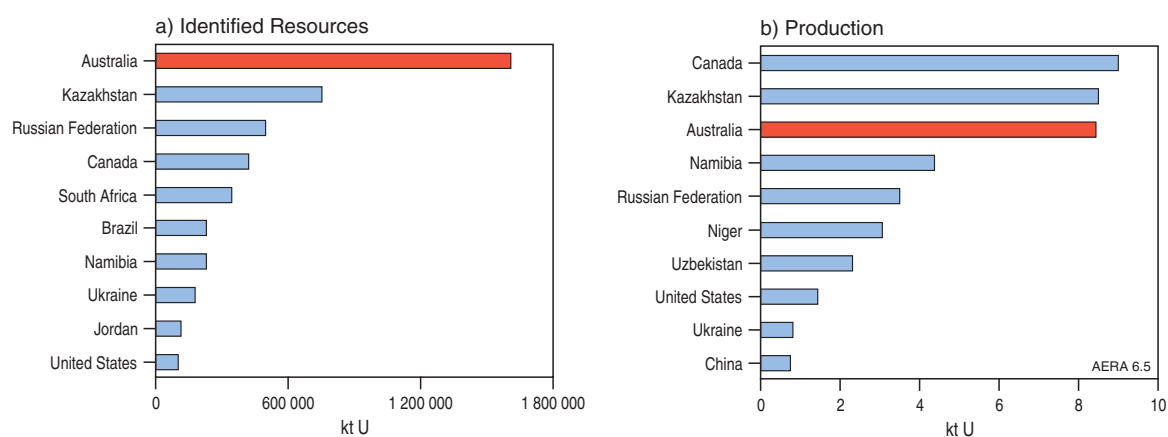 a) Identified Resources
Australia
Kazakhstan
Russian Federation
Canada
South Africa
Brazil
Namibia
Ukraine
Jordan
United States
0 600 000 1 200 000 1 800 000
kt U
b) Production
Canada
Kazakhstan
Australia
Namibia
Russian Federation
Niger
Uzbekistan
United States
Ukraine
China
AERA 6.5
0 2 4 6 8 10
kt U